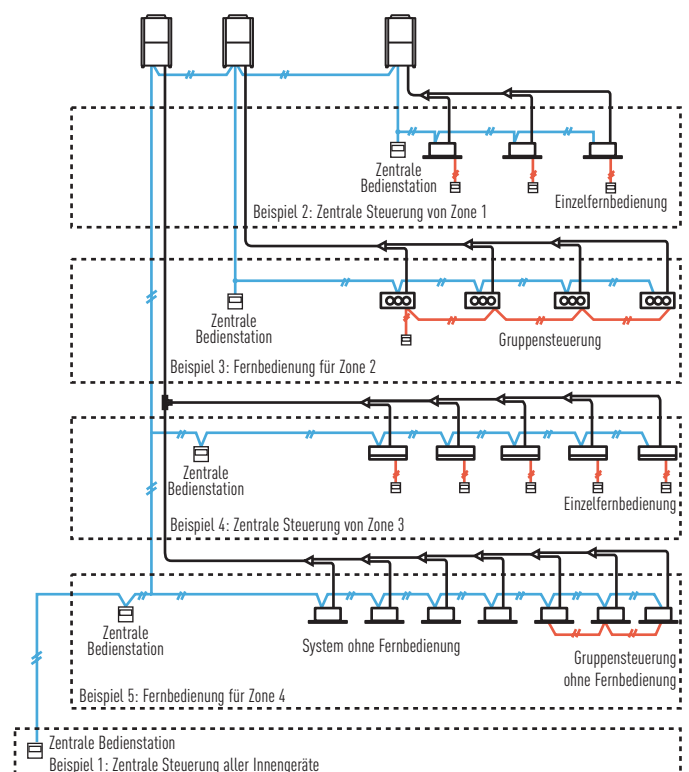 Zentrale
Bedienstation
Einzelfernbedienung
Beispiel 2: Zentrale Steuerung von Zone 1
Zentrale
Bedienstation
Gruppensteuerung
Beispiel 3: Fernbedienung für Zone 2
Zentrale
Bedienstation
Einzelfernbedienung
Beispiel 4: Zentrale Steuerung von Zone 3
Zentrale
Bedienstation
System ohne Fernbedienung
Gruppensteuerung
ohne Fernbedienung
Beispiel 5: Fernbedienung für Zone 4
Zentrale Bedienstation
Beispiel 1: Zentrale Steuerung aller Innengeräte